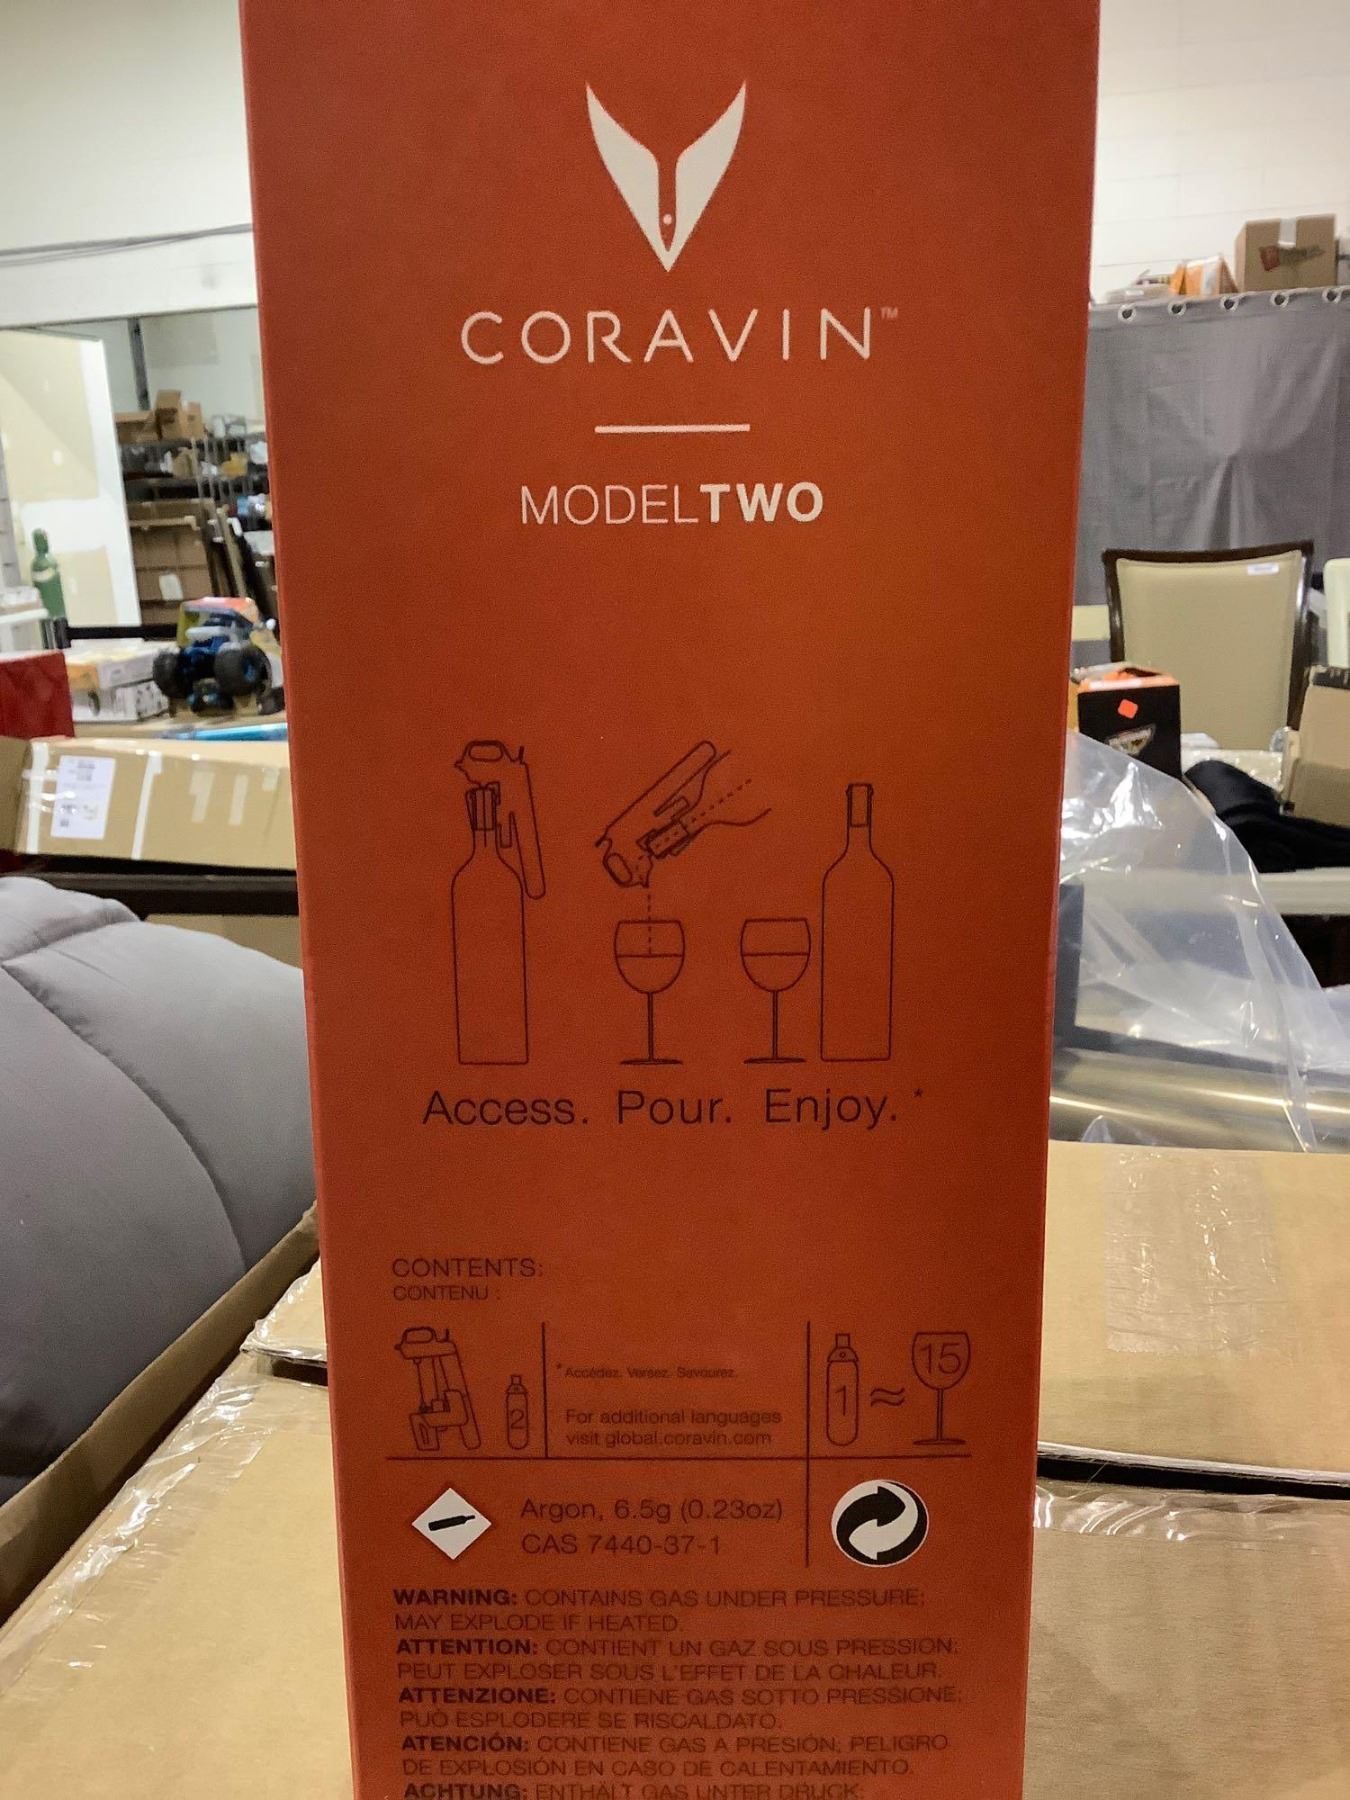 CORAVIN™
MODELTWO
Access. Pour. Enjoy.*
CONTENTS:
CONTENU :
2
*Accédez. Versez. Savourez.
For additional languages
visit global.coravin.com
1 ≈ 15
Argon, 6.5g (0.23oz)
CAS 7440-37-1
WARNING: CONTAINS GAS UNDER PRESSURE;
MAY EXPLODE IF HEATED.
ATTENTION: CONTIENT UN GAZ SOUS PRESSION;
PEUT EXPLOSER SOUS L'EFFET DE LA CHALEUR.
ATTENZIONE: CONTIENE GAS SOTTO PRESSIONE;
PUÒ ESPLODERE SE RISCALDATO.
ATENCIÓN: CONTIENE GAS A PRESIÓN; PELIGRO
DE EXPLOSIÓN EN CASO DE CALENTAMIENTO.
ACHTUNG: ENTHÄLT GAS UNTER DRUCK;